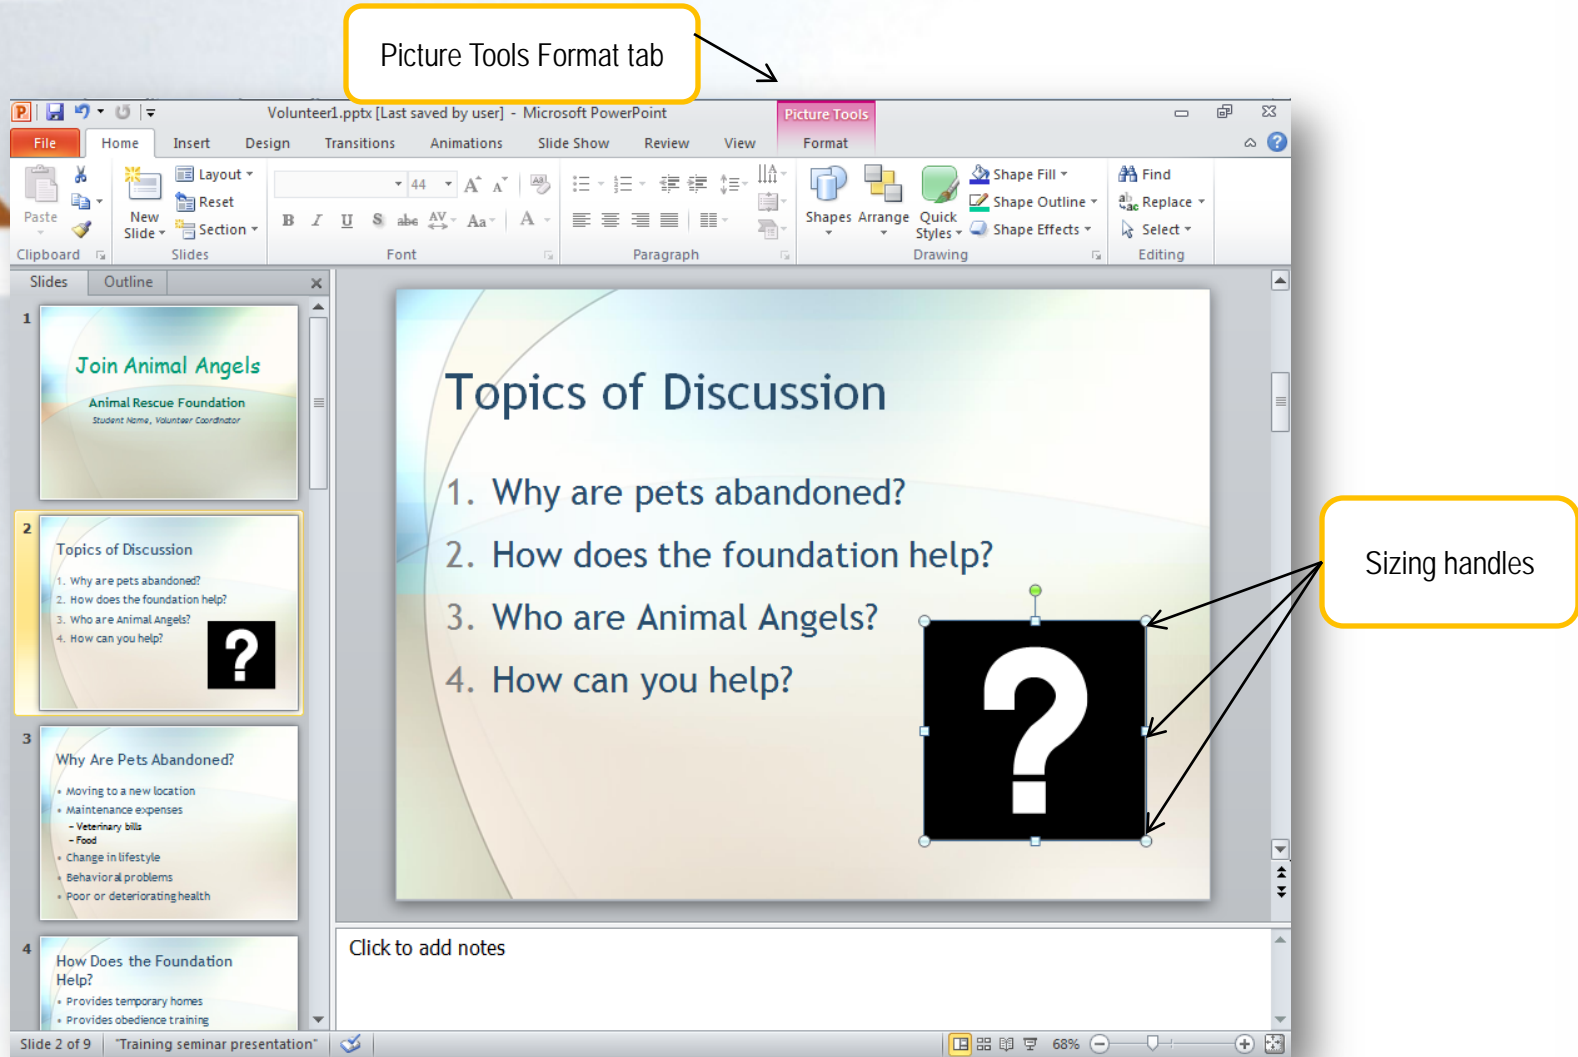 Picture Tools Format tab
Volunteer1.pptx [Last saved by user] - Microsoft PowerPoint
Picture Tools
File Home Insert Design Transitions Animations Slide Show Review View Format
Paste
New
Slide
Layout
Reset
Section
44
B I U S abc AV Aa A
Shapes Arrange Quick
Styles
Shape Fill
Shape Outline
Shape Effects
Find
Replace
Select
Clipboard Slides Font Paragraph Drawing Editing
Slides Outline
1
Join Animal Angels
Animal Rescue Foundation
Student Name, Volunteer Coordinator
2
Topics of Discussion
1. Why are pets abandoned?
2. How does the foundation help?
3. Who are Animal Angels?
4. How can you help?
?
3
Why Are Pets Abandoned?
• Moving to a new location
• Maintenance expenses
– Veterinary bills
– Food
• Change in lifestyle
• Behavioral problems
• Poor or deteriorating health
4
How Does the Foundation
Help?
• Provides temporary homes
• Provides obedience training
Topics of Discussion
1. Why are pets abandoned?
2. How does the foundation help?
3. Who are Animal Angels?
4. How can you help?
?
Sizing handles
Click to add notes
Slide 2 of 9 "Training seminar presentation" 68%